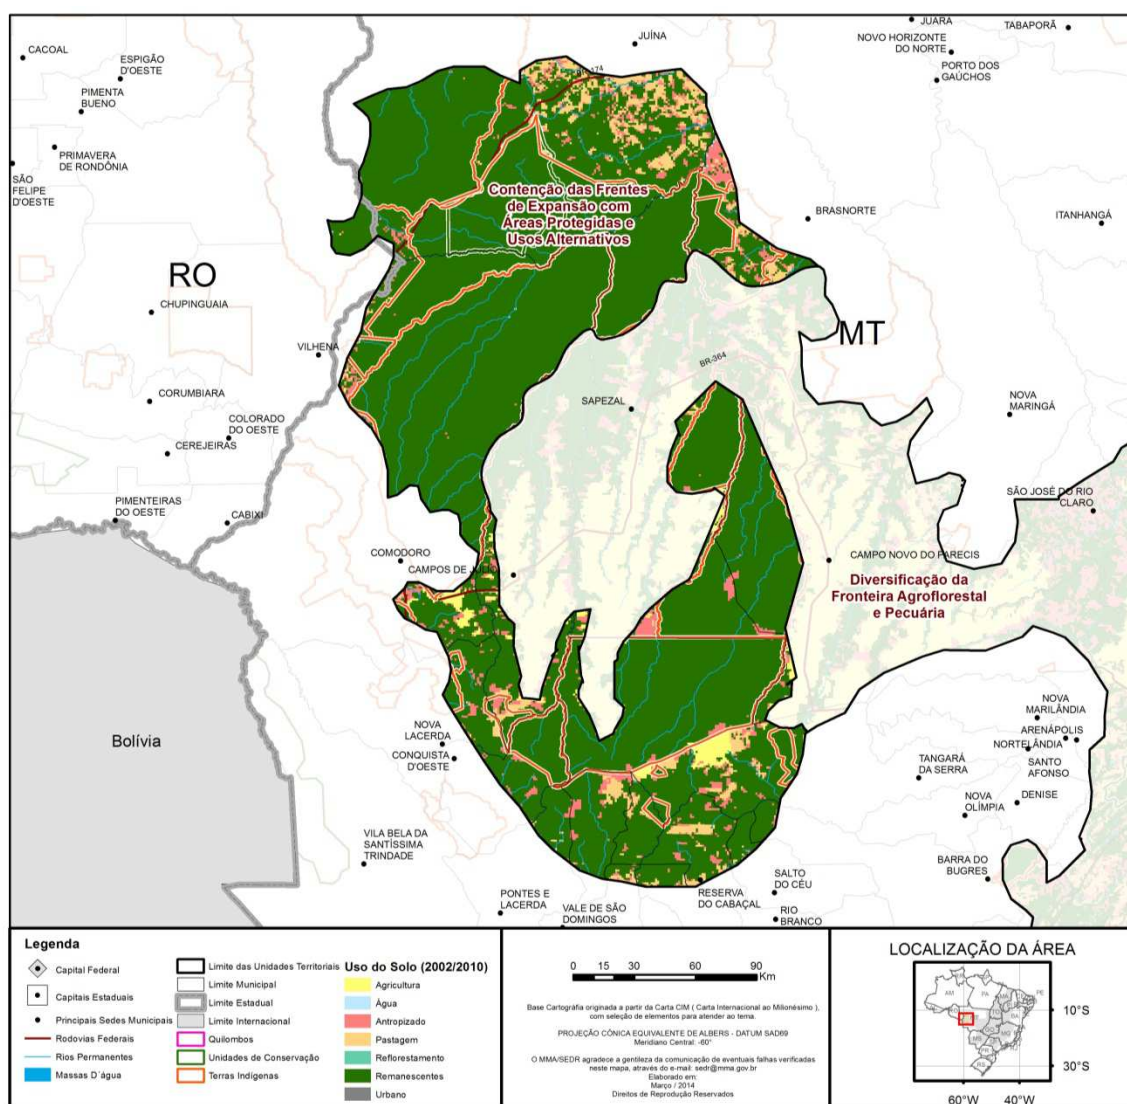 JUARA
TABAPORÃ
CACOAL
JUÍNA
NOVO HORIZONTE
DO NORTE
ESPIGÃO
D'OESTE
PORTO DOS
GAÚCHOS
BR-174
PIMENTA
BUENO
PRIMAVERA
DE RONDÔNIA
SÃO
FELIPE
D'OESTE
Contenção das Frentes
de Expansão com
Áreas Protegidas e
Usos Alternativos
BRASNORTE
ITANHANGÁ
RO
CHUPINGUAIA
MT
VILHENA
BR-364
SAPEZAL
CORUMBIARA
NOVA
MARINGÁ
COLORADO
DO OESTE
CEREJEIRAS
PIMENTEIRAS
DO OESTE
SÃO JOSÉ DO RIO
CLARO
CABIXI
COMODORO
CAMPOS DE JÚLIO
CAMPO NOVO DO PARECIS
Diversificação da
Fronteira Agroflorestal
e Pecuária
Bolívia
NOVA
LACERDA
CONQUISTA
D'OESTE
NOVA
MARILÂNDIA
ARENÁPOLIS
NORTELÂNDIA
SANTO
AFONSO
TANGARÁ
DA SERRA
NOVA
OLÍMPIA
DENISE
VILA BELA DA
SANTÍSSIMA
TRINDADE
BARRA DO
BUGRES
PONTES E
LACERDA
VALE DE SÃO
DOMINGOS
RESERVA
DO CABAÇAL
SALTO
DO CÉU
RIO
BRANCO
Legenda
Capital Federal
Capitais Estaduais
Principais Sedes Municipais
Rodovias Federais
Rios Permanentes
Massas D´água
Limite das Unidades Territoriais
Limite Municipal
Limite Estadual
Limite Internacional
Quilombos
Unidades de Conservação
Terras Indígenas
Uso do Solo (2002/2010)
Agricultura
Água
Antropizado
Pastagem
Reflorestamento
Remanescentes
Urbano
0 15 30 60 90
Km
Base Cartográfia originada a partir da Carta CIM ( Carta Internacional ao Milionésimo ),
com seleção de elementos para atender ao tema.
PROJEÇÃO CÔNICA EQUIVALENTE DE ALBERS - DATUM SAD69
Meridiano Central: -60°
O MMA/SEDR agradece a gentileza da comunicação de eventuais falhas verificadas
neste mapa, através do e-mail: sedr@mma.gov.br
Elaborado em:
Março / 2014
Direitos de Reprodução Reservados
LOCALIZAÇÃO DA ÁREA
AM
PA
PE
BA
MS
PR
RS
10°S
30°S
60°W 40°W